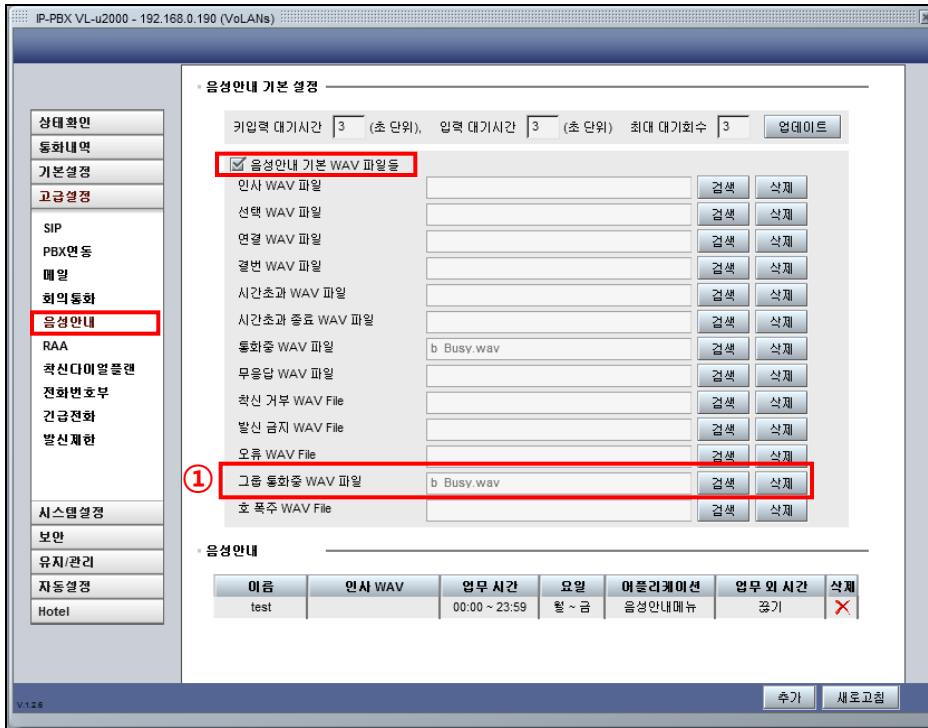 IP-PBX VL-u2000 - 192.168.0.190 (VoLANs)
음성안내 기본 설정
키입력 대기시간 3 (초 단위), 입력 대기시간 3 (초 단위) 최대 대기회수 3 업데이트
음성안내 기본 WAV 파일들
인사 WAV 파일 검색 삭제
선택 WAV 파일 검색 삭제
연결 WAV 파일 검색 삭제
결번 WAV 파일 검색 삭제
시간초과 WAV 파일 검색 삭제
시간초과 종료 WAV 파일 검색 삭제
통화중 WAV 파일 b Busy.wav 검색 삭제
무응답 WAV 파일 검색 삭제
착신 거부 WAV File 검색 삭제
발신 금지 WAV File 검색 삭제
오류 WAV File 검색 삭제
① 그룹 통화중 WAV 파일 b Busy.wav 검색 삭제
호 폭주 WAV File 검색 삭제
상태확인
통화내역
기본설정
고급설정
SIP
PBX연동
메일
회의통화
음성안내
RAA
착신다이얼플랜
전화번호부
긴급전화
발신제한
시스템설정
보안
유지/관리
자동설정
Hotel
음성안내
이름 인사 WAV 업무 시간 요일 어플리케이션 업무 외 시간 삭제
test 00:00 ~ 23:59 월 ~ 금 음성안내메뉴 끊기
V.1.2.6
추가 새로고침